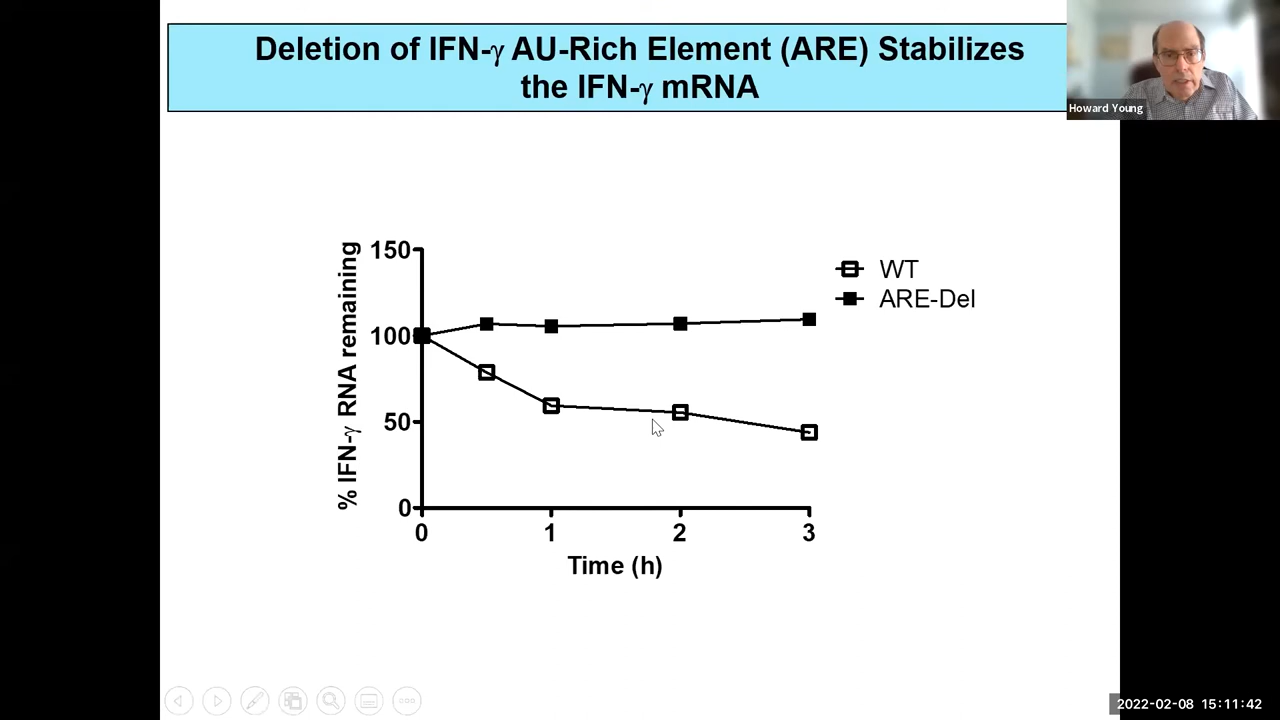 Deletion of IFN-γ AU-Rich Element (ARE) Stabilizes
the IFN-γ mRNA
Howard Young
% IFN-γ RNA remaining
150
100
50
0
0 1 2 3
Time (h)
WT
ARE-Del
2022-02-08 15:11:42